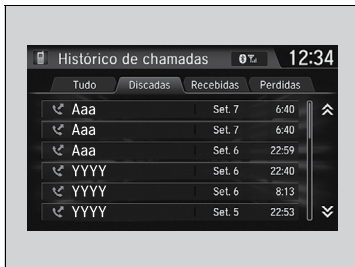 Histórico de chamadas 12:34
Tudo Discadas Recebidas Perdidas
Aaa Set. 7 6:40
Aaa Set. 7 6:40
Aaa Set. 6 22:59
YYYY Set. 6 22:40
YYYY Set. 6 8:13
YYYY Set. 5 22:53